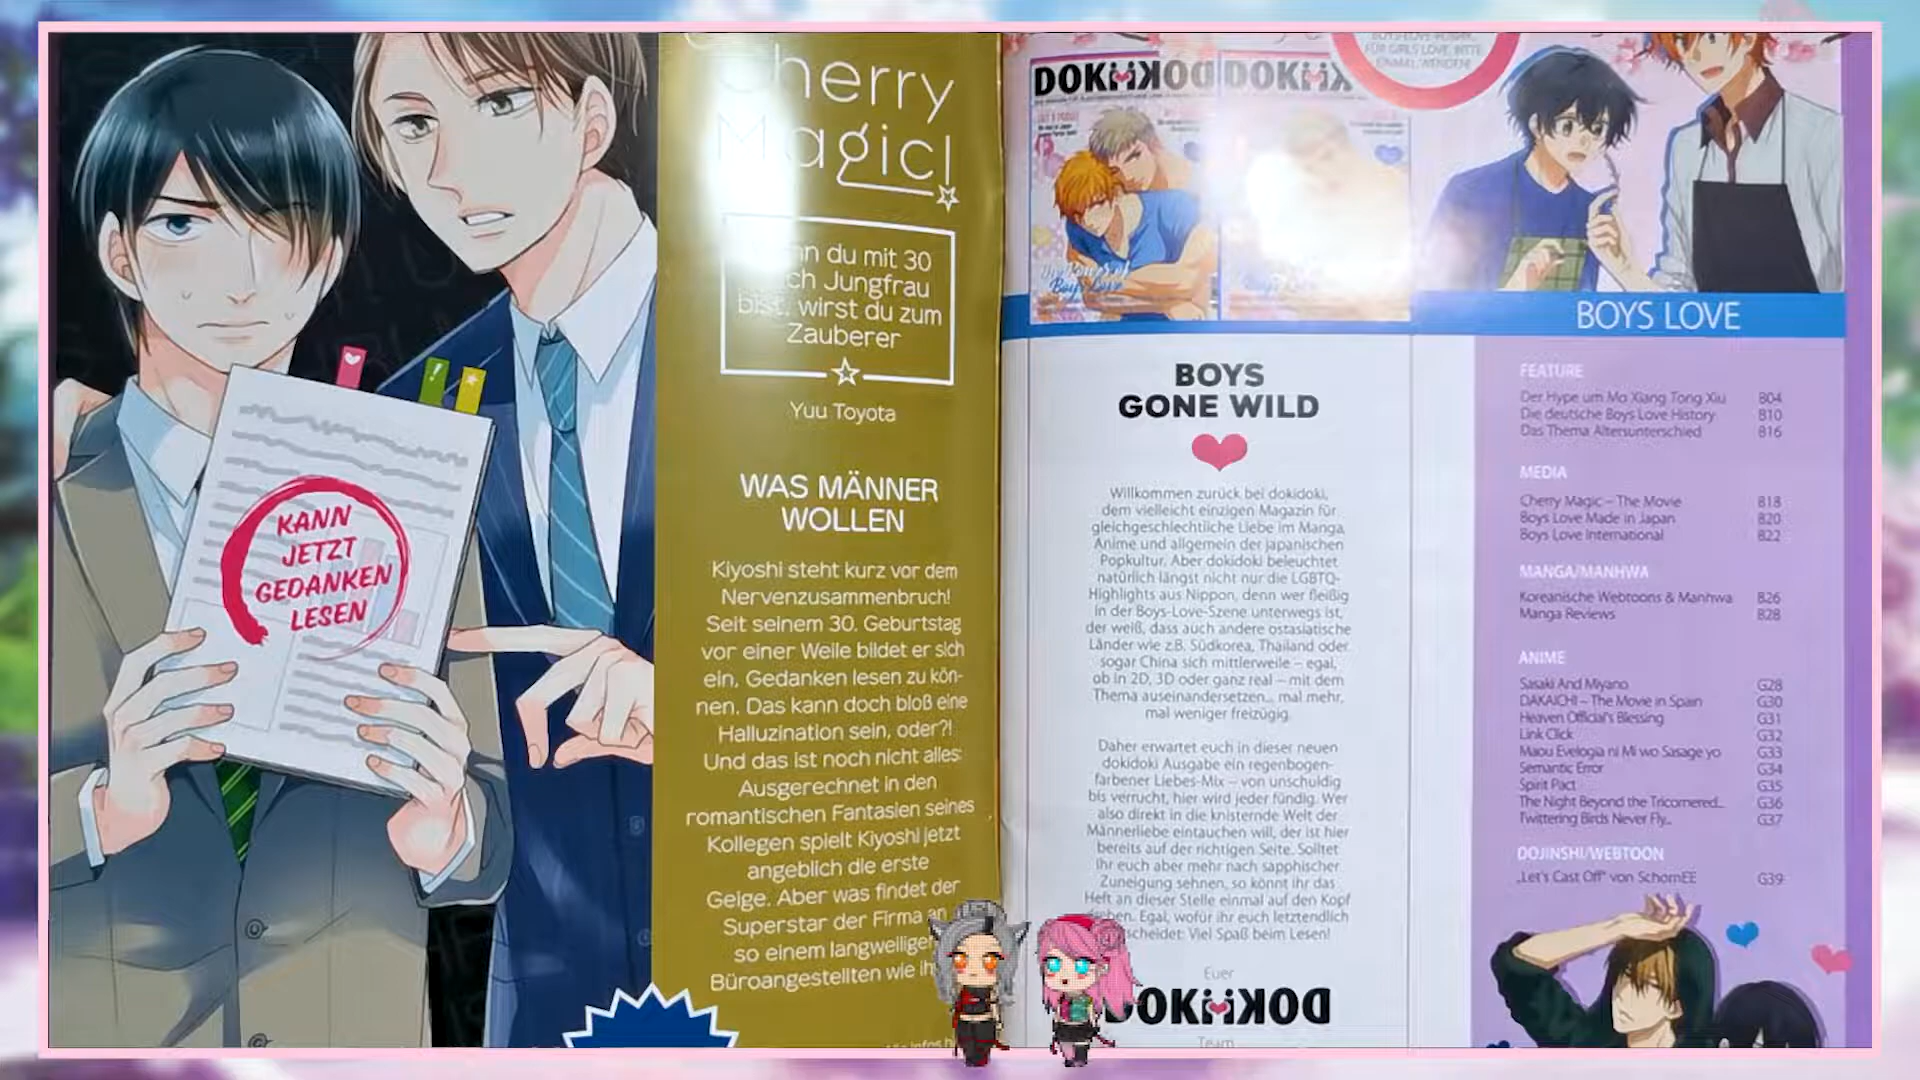 KANN
JETZT
GEDANKEN
LESEN
Cherry
Magic!
du mit 30
Jungfrau
bist, wirst du zum
Zauberer
Yuu Toyota
WAS MÄNNER
WOLLEN
Kiyoshi steht kurz vor dem
Nervenzusammenbruch!
Seit seinem 30. Geburtstag
vor einer Weile bildet er sich
ein, Gedanken lesen zu kön-
nen. Das kann doch bloß eine
Halluzination sein, oder?!
Und das ist noch nicht alles:
Ausgerechnet in den
romantischen Fantasien seines
Kollegen spielt Kiyoshi jetzt
angeblich die erste
Geige. Aber was findet der
Superstar der Firma an
so einem langweiligen
Büroangestellten wie
DOKIDOKI
DOKI
The Power of
Boys Love
FÜR GIRLS LOVE BITTE
EINMAL WENDEN!
BOYS LOVE
BOYS
GONE WILD
Willkommen zurück bei dokidoki,
dem vielleicht einzigen Magazin für
gleichgeschlechtliche Liebe im Manga,
Anime und allgemein der japanischen
Popkultur. Aber dokidoki beleuchtet
natürlich längst nicht nur die LGBTQ-
Highlights aus Nippon, denn wer fleißig
in der Boys-Love-Szene unterwegs ist,
der weiß, dass auch andere ostasiatische
Länder wie z.B. Südkorea, Thailand oder
sogar China sich mittlerweile – egal,
ob in 2D, 3D oder ganz real – mit dem
Thema auseinandersetzen... mal mehr,
mal weniger freizügig.
Daher erwartet euch in dieser neuen
dokidoki Ausgabe ein regenbogen-
farbener Liebes-Mix – von unschuldig
bis verrucht, hier wird jeder fündig. Wer
also direkt in die knisternde Welt der
Männerliebe eintauchen will, der ist hier
bereits auf der richtigen Seite. Solltet
ihr euch aber mehr nach sapphischer
Zuneigung sehnen, so könnt ihr das
Heft an dieser Stelle einmal auf den Kopf
Egal, wofür ihr euch letztendlich
Viel Spaß beim Lesen!
Euer
DOKIDOKI
Team
FEATURE
Der Hype um Mo Xiang Tong Xiu B04
Die deutsche Boys Love History B10
Das Thema Altersunterschied B16
MEDIA
Cherry Magic – The Movie B18
Boys Love Made in Japan B20
Boys Love International B22
MANGA/MANHWA
Koreanische Webtoons & Manhwa B26
Manga Reviews B28
ANIME
Sasaki And Miyano G28
DAKAICHI – The Movie in Spain G30
Heaven Official's Blessing G31
Link Click G32
Maou Evelogia ni Mi wo Sasage yo G33
Semantic Error G34
Spirit Pact G35
The Night Beyond the Tricornered... G36
Twittering Birds Never Fly... G37
DOJINSHI/WEBTOON
„Let's Cast Off" von SchornEE G39